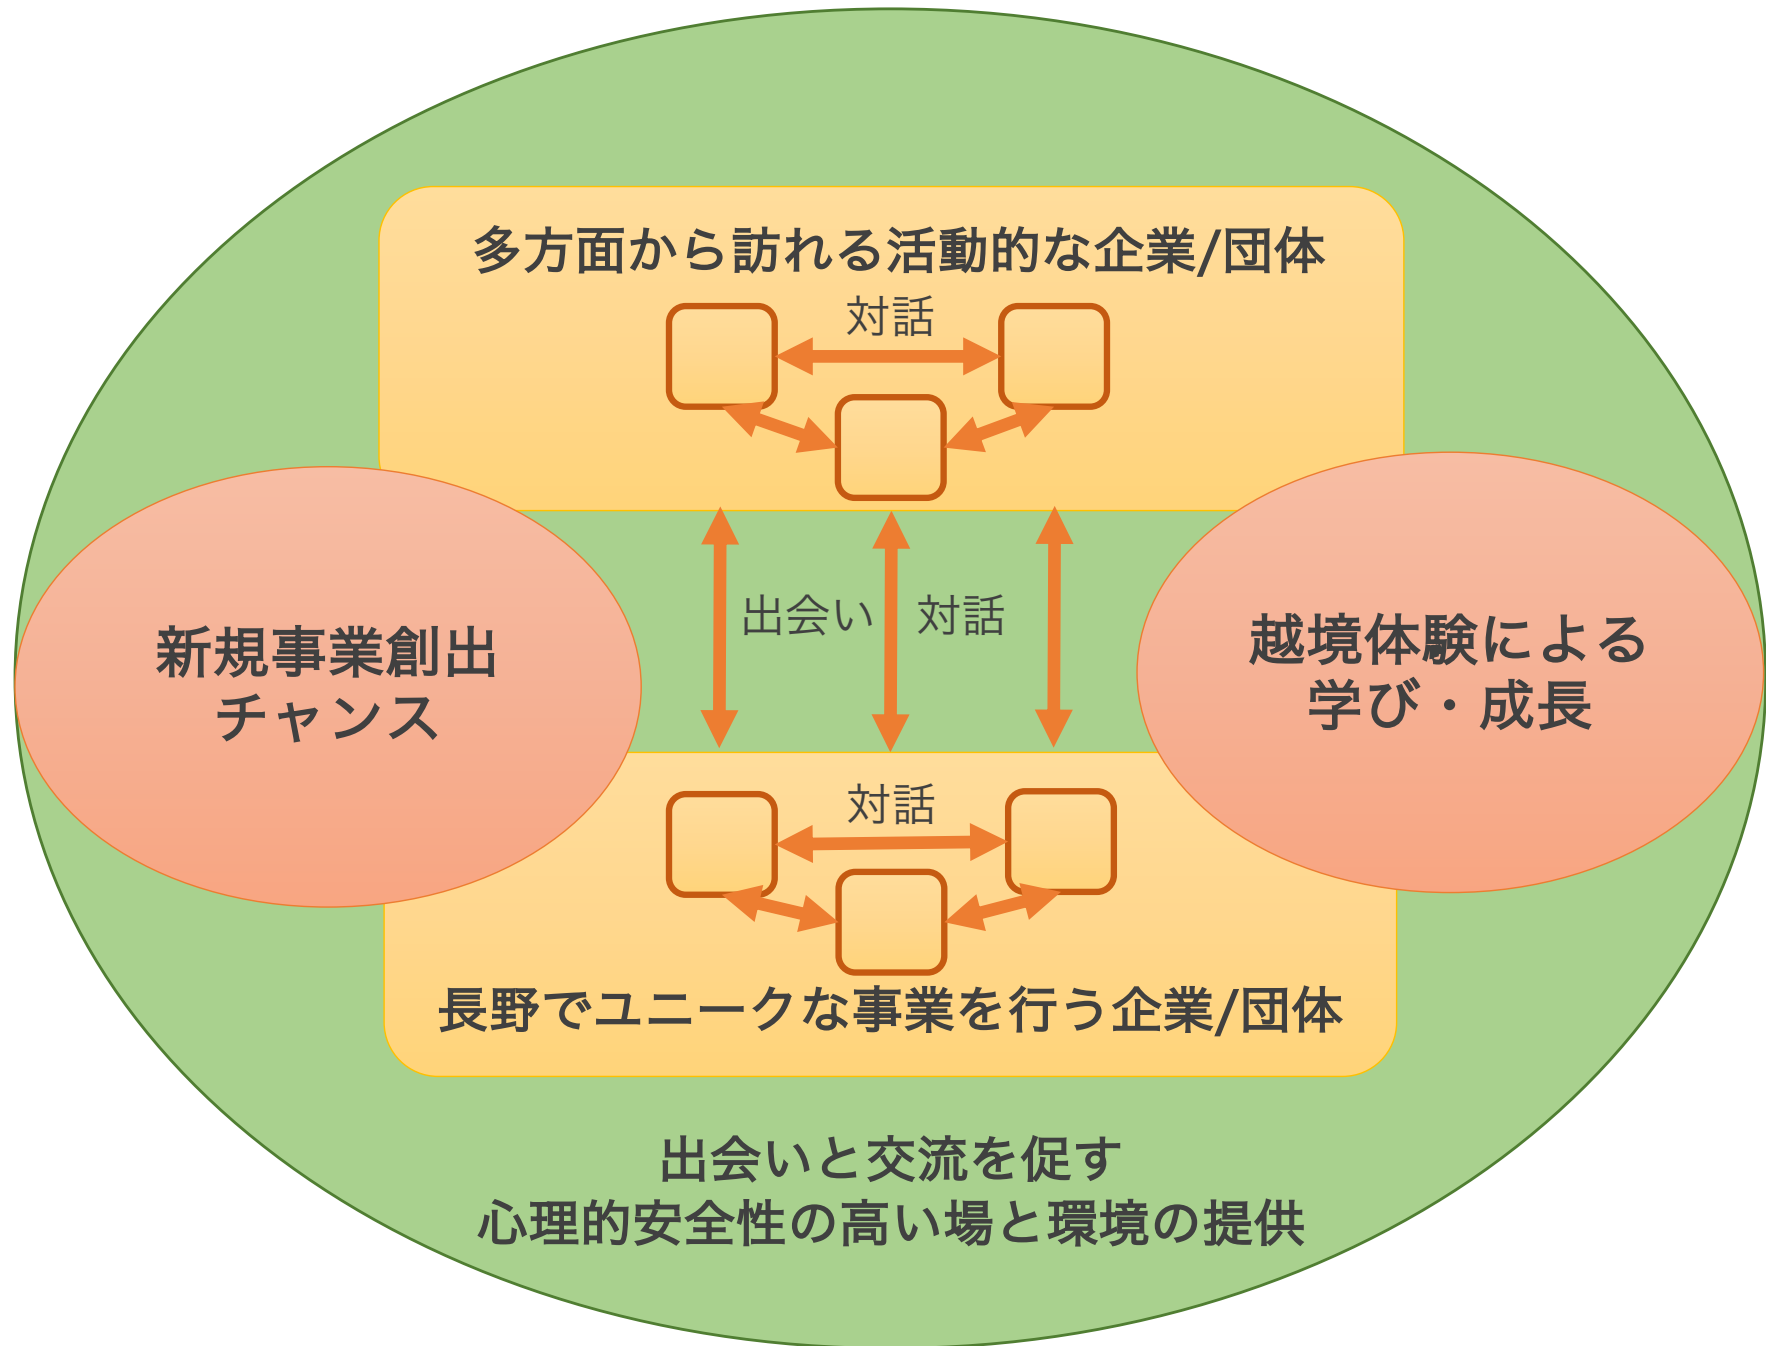 多方面から訪れる活動的な企業/団体
対話
出会い
対話
新規事業創出
チャンス
越境体験による
学び・成長
対話
長野でユニークな事業を行う企業/団体
出会いと交流を促す
心理的安全性の高い場と環境の提供